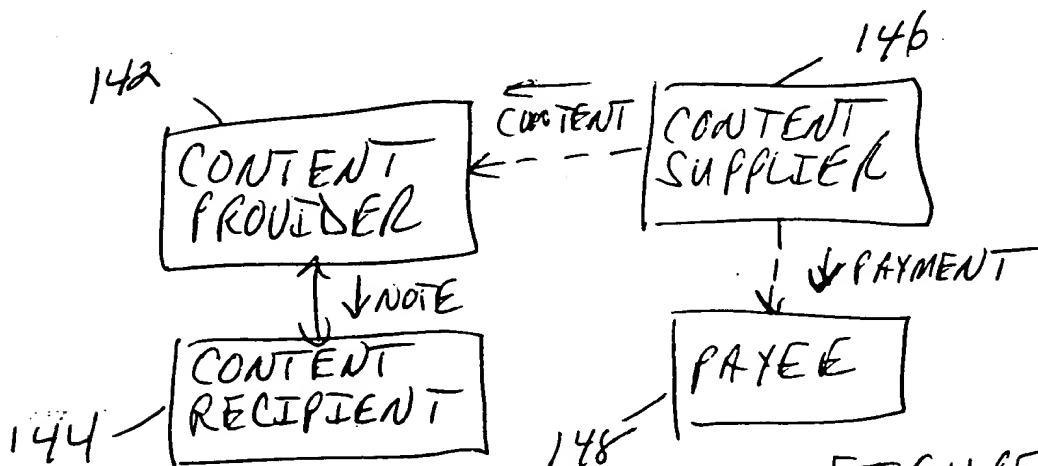 146
142
CONTENT
CONTENT
SUPPLIER
CONTENT
PROVIDER
↓ NOTE
↓ PAYMENT
CONTENT
RECIPIENT
PAYEE
144
148